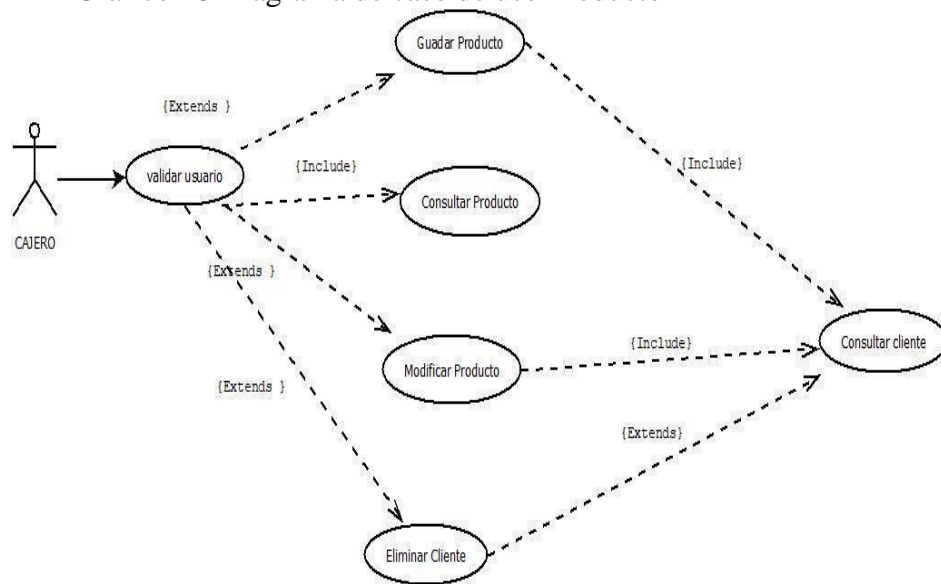 Guadar Producto
{Extends }
{Include}
{Include}
validar usuario
Consultar Producto
CAJERO
{Extends }
Consultar cliente
{Include}
Modificar Producto
{Extends }
{Extends}
Eliminar Cliente